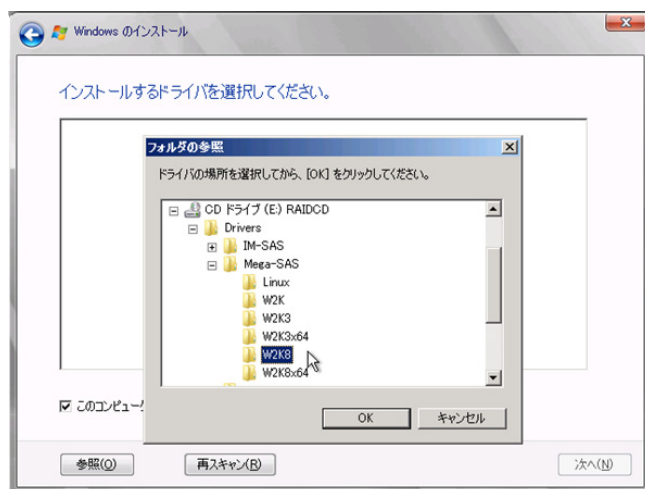 Windows のインストール
インストールするドライバを選択してください。
フォルダの参照
ドライバの場所を選択してから、[OK] をクリックしてください。
CD ドライブ (E:) RAIDCD
Drivers
IM-SAS
Mega-SAS
Linux
W2K
W2K3
W2K3x64
W2K8
W2K8x64
このコンピュー
OK キャンセル
参照(O) 再スキャン(R) 次へ(N)